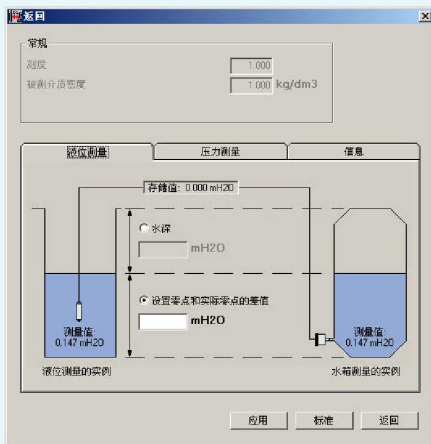 返回
常规
刻度 1.000
被测介质密度 1.000 kg/dm3
液位测量 压力测量 信息
存储值: 0.000 mH2O
水深
mH2O
设置零点和实际零点的差值
mH2O
测量值: 0.147 mH2O
测量值: 0.147 mH2O
液位测量的实例
水箱测量的实例
应用 标准 返回